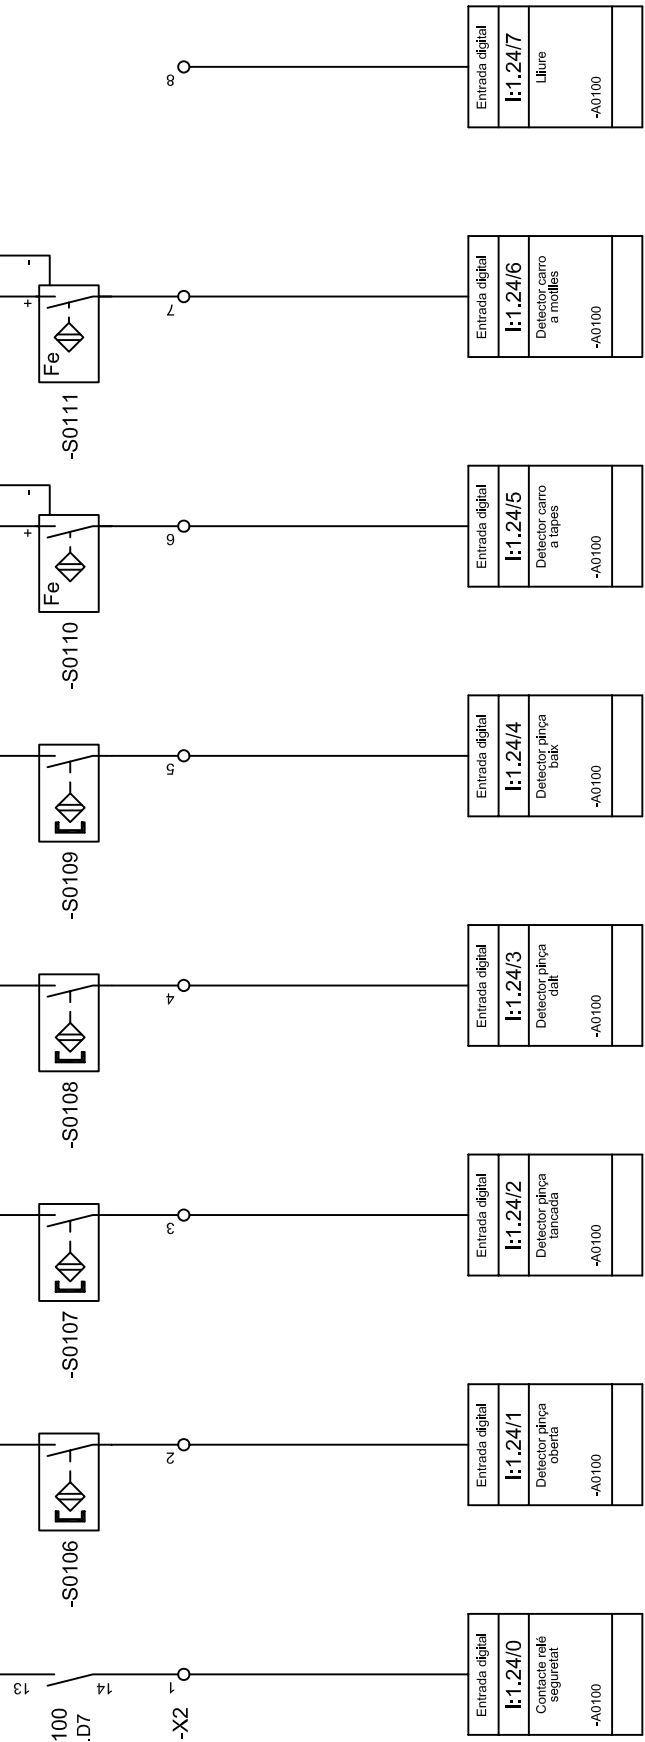 13
14
100
.D7
1
-X2
Entrada digital
I:1.24/0
Contacte relé
seguretat
-A0100
-S0106
2
Entrada digital
I:1.24/1
Detector pinça
oberta
-A0100
-S0107
3
Entrada digital
I:1.24/2
Detector pinça
tancada
-A0100
-S0108
4
Entrada digital
I:1.24/3
Detector pinça
dalt
-A0100
-S0109
5
Entrada digital
I:1.24/4
Detector pinça
baix
-A0100
+ -
Fe
-S0110
6
Entrada digital
I:1.24/5
Detector carro
a tapes
-A0100
+ -
Fe
-S0111
7
Entrada digital
I:1.24/6
Detector carro
a motlles
-A0100
8
Entrada digital
I:1.24/7
Lliure
-A0100